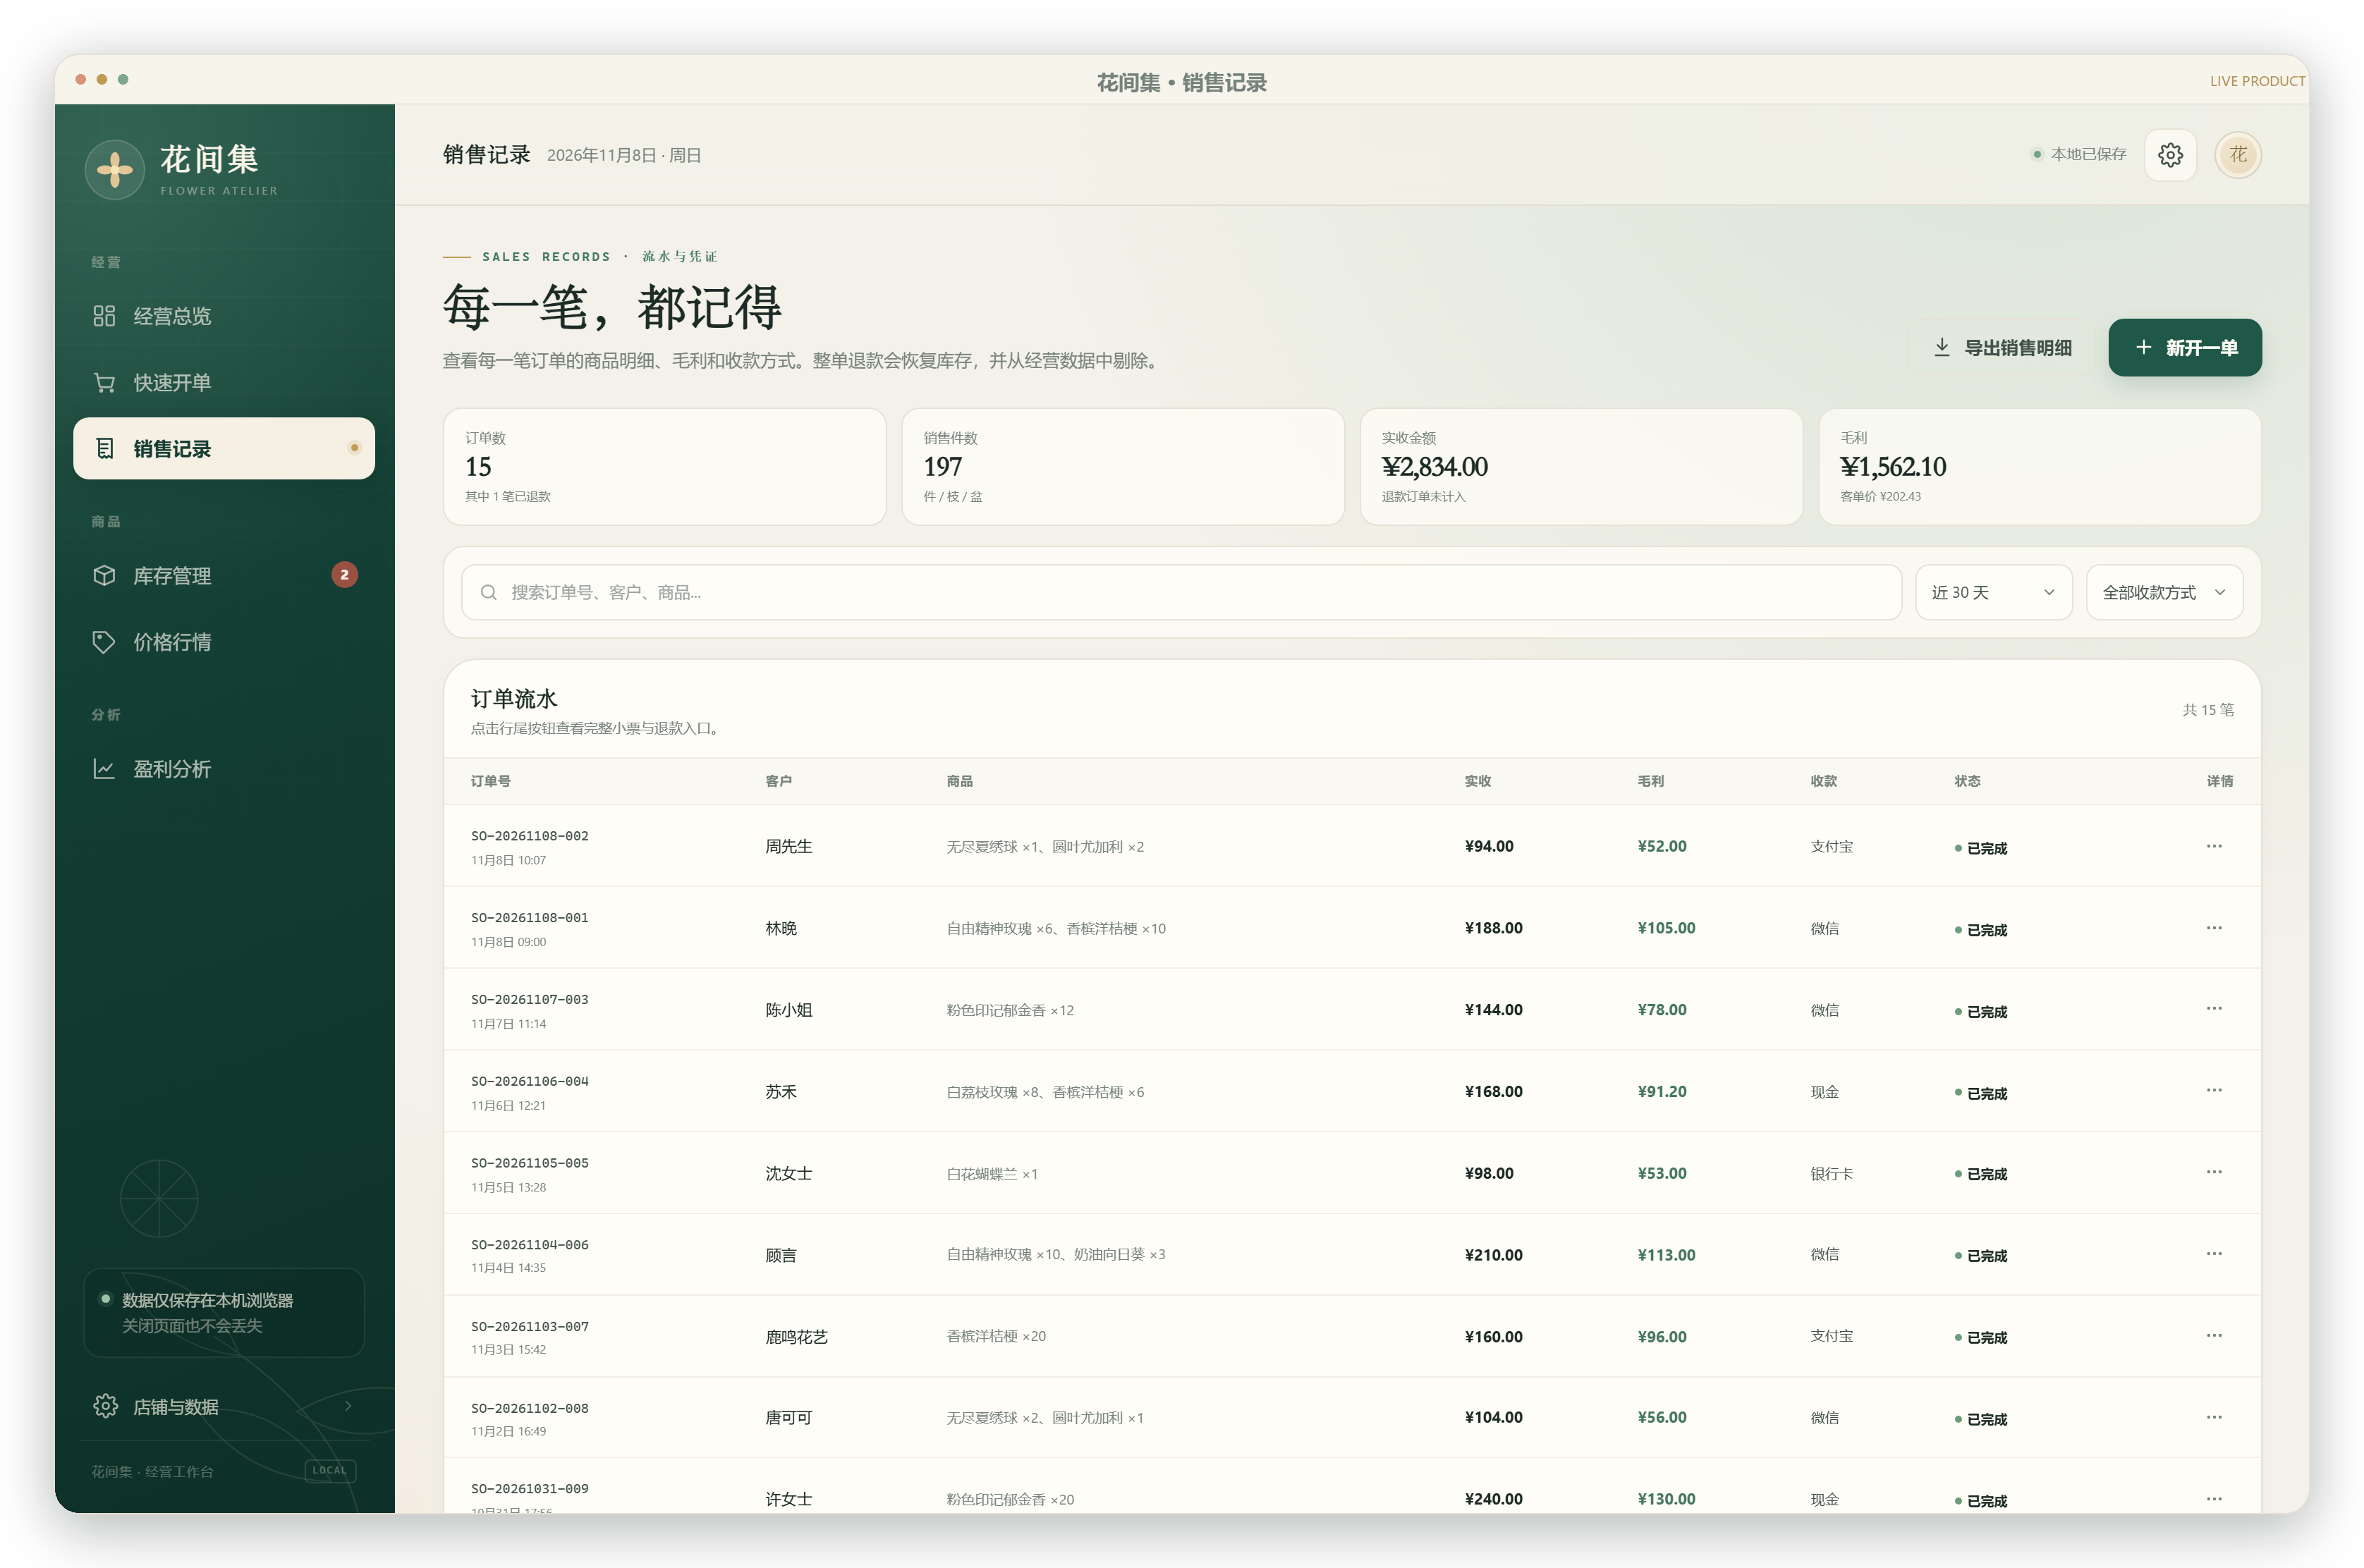 花间集 • 销售记录
LIVE PRODUCT
花间集
FLOWER ATELIER
经营
经营总览
快速开单
销售记录
商品
库存管理
2
价格行情
分析
盈利分析
数据仅保存在本机浏览器
关闭页面也不会丢失
店铺与数据
花间集 · 经营工作台
LOCAL
销售记录 2026年11月8日 · 周日
本地已保存
花
SALES RECORDS · 流水与凭证
每一笔，都记得
查看每一笔订单的商品明细、毛利和收款方式。整单退款会恢复库存，并从经营数据中剔除。
导出销售明细
新开一单
订单数
15
其中 1 笔已退款
销售件数
197
件 / 枝 / 盆
实收金额
¥2,834.00
退款订单未计入
毛利
¥1,562.10
客单价 ¥202.43
搜索订单号、客户、商品...
近 30 天
全部收款方式
订单流水
点击行尾按钮查看完整小票与退款入口。
共 15 笔
订单号 客户 商品 实收 毛利 收款 状态 详情
SO-20261108-002
11月8日 10:07
周先生 无尽夏绣球 ×1、圆叶尤加利 ×2 ¥94.00 ¥52.00 支付宝 已完成 ···
SO-20261108-001
11月8日 09:00
林晚 自由精神玫瑰 ×6、香槟洋桔梗 ×10 ¥188.00 ¥105.00 微信 已完成 ···
SO-20261107-003
11月7日 11:14
陈小姐 粉色印记郁金香 ×12 ¥144.00 ¥78.00 微信 已完成 ···
SO-20261106-004
11月6日 12:21
苏禾 白荔枝玫瑰 ×8、香槟洋桔梗 ×6 ¥168.00 ¥91.20 现金 已完成 ···
SO-20261105-005
11月5日 13:28
沈女士 白花蝴蝶兰 ×1 ¥98.00 ¥53.00 银行卡 已完成 ···
SO-20261104-006
11月4日 14:35
顾言 自由精神玫瑰 ×10、奶油向日葵 ×3 ¥210.00 ¥113.00 微信 已完成 ···
SO-20261103-007
11月3日 15:42
鹿鸣花艺 香槟洋桔梗 ×20 ¥160.00 ¥96.00 支付宝 已完成 ···
SO-20261102-008
11月2日 16:49
唐可可 无尽夏绣球 ×2、圆叶尤加利 ×1 ¥104.00 ¥56.00 微信 已完成 ···
SO-20261031-009
10月31日 17:56
许女士 粉色印记郁金香 ×20 ¥240.00 ¥130.00 现金 已完成 ···